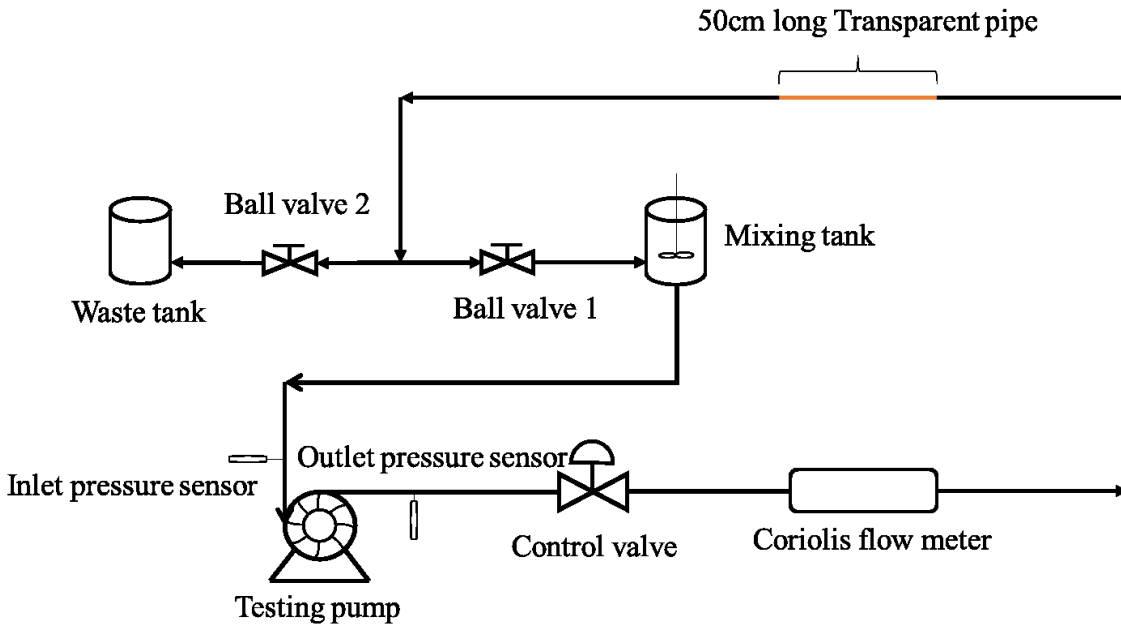 50cm long Transparent pipe
Ball valve 2
Mixing tank
Waste tank
Ball valve 1
Outlet pressure sensor
Inlet pressure sensor
Control valve
Coriolis flow meter
Testing pump